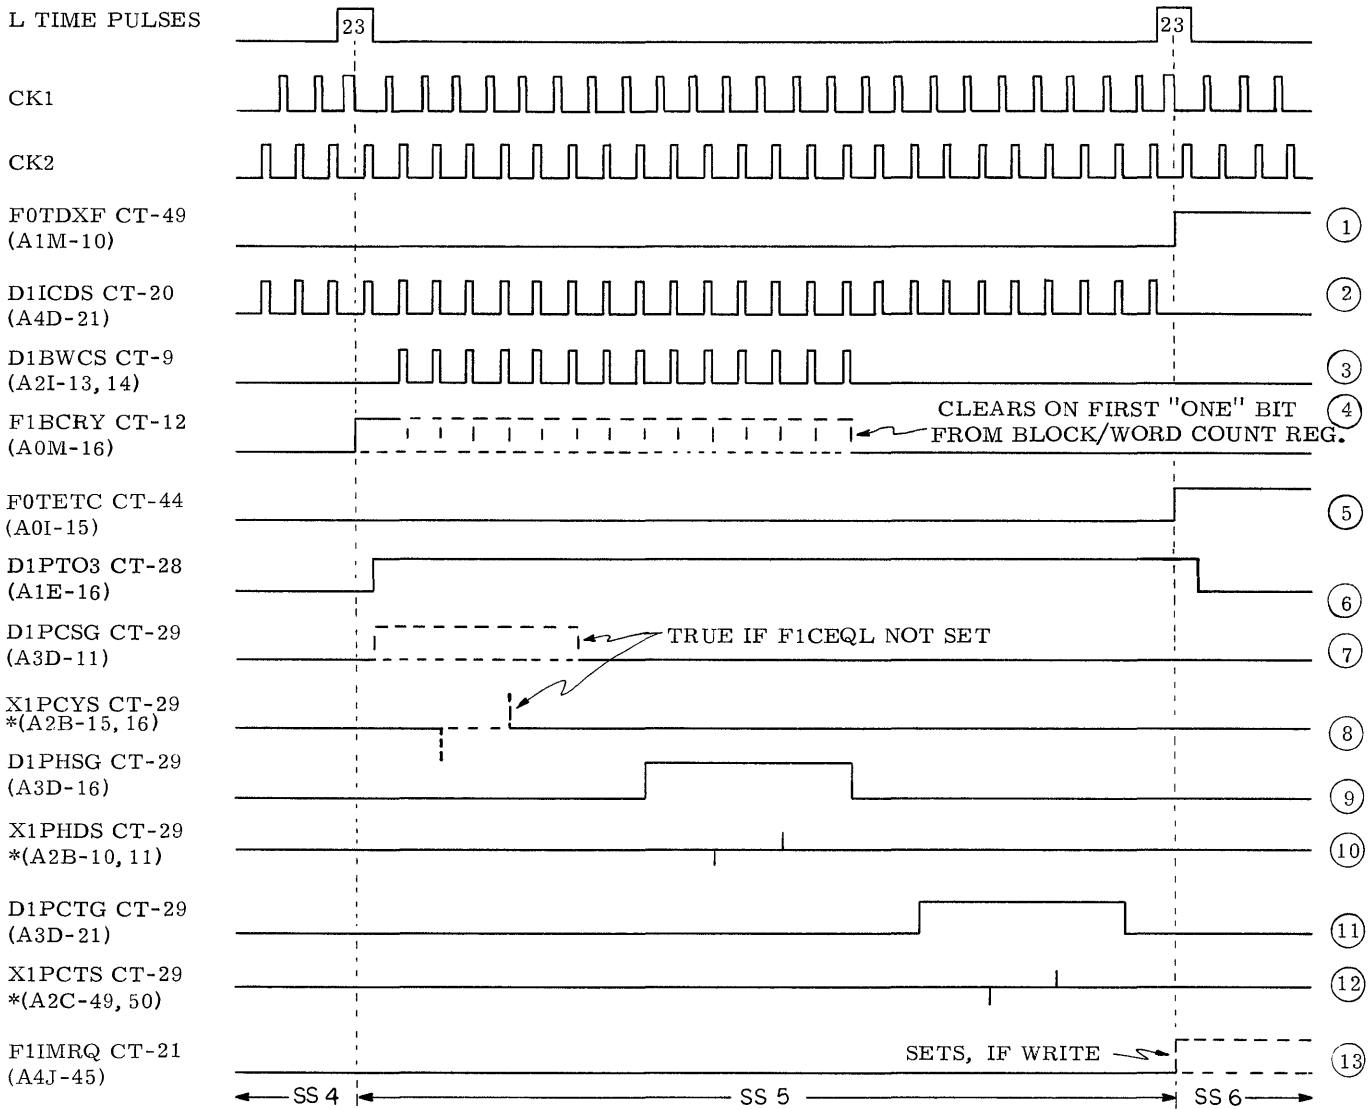 L TIME PULSES
23
23
CK1
CK2
F0TDXF CT-49
(A1M-10)
1
D1ICDS CT-20
(A4D-21)
2
D1BWCS CT-9
(A2I-13, 14)
3
F1BCRY CT-12
(A0M-16)
CLEARS ON FIRST "ONE" BIT
FROM BLOCK/WORD COUNT REG.
4
F0TETC CT-44
(A0I-15)
5
D1PTO3 CT-28
(A1E-16)
6
D1PCSG CT-29
(A3D-11)
TRUE IF F1CEQL NOT SET
7
X1PCYS CT-29
*(A2B-15, 16)
8
D1PHSG CT-29
(A3D-16)
9
X1PHDS CT-29
*(A2B-10, 11)
10
D1PCTG CT-29
(A3D-21)
11
X1PCTS CT-29
*(A2C-49, 50)
12
F1IMRQ CT-21
(A4J-45)
SETS, IF WRITE
13
SS 4
SS 5
SS 6